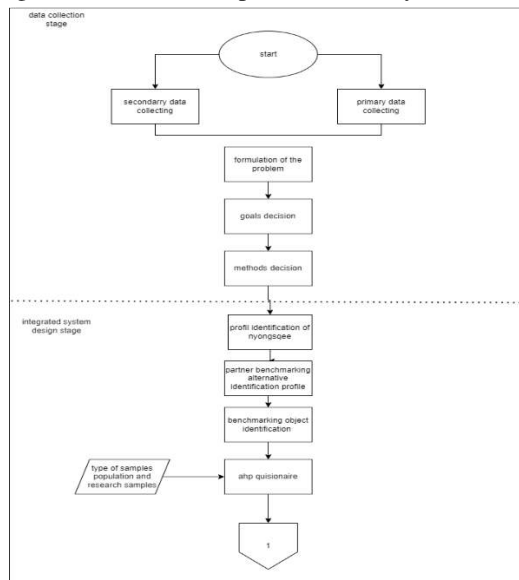 data collection
stage
start
secondarry data
collecting
primary data
collecting
formulation of the
problem
goals decision
methods decision
integrated system
design stage
profil identification of
nyongsqee
partner benchmarking
alternative
identification profile
benchmarking object
identification
type of samples
population and
research samples
ahp quisionaire
1